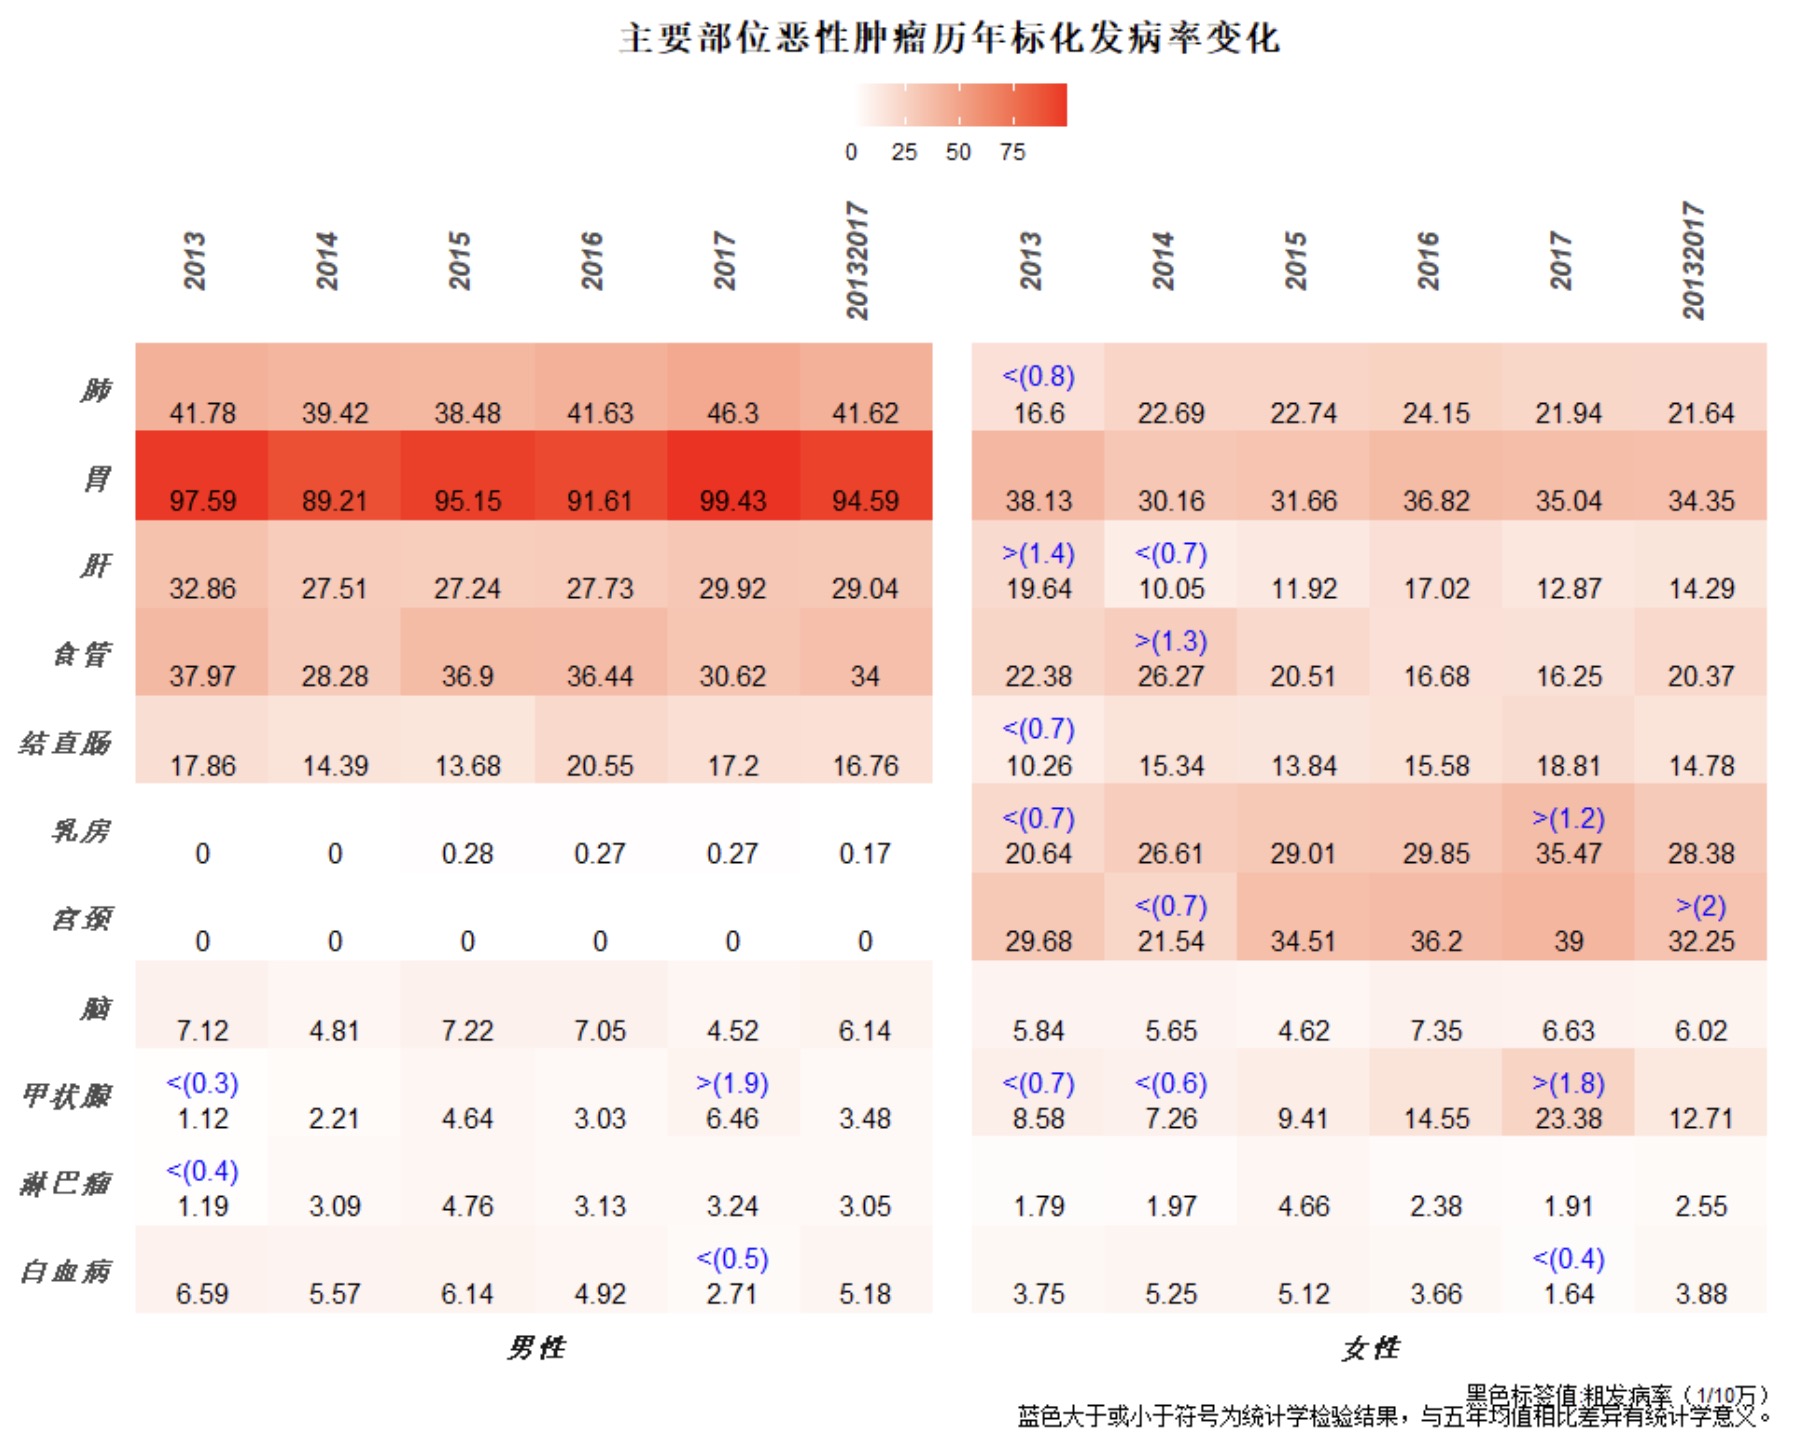 主要部位恶性肿瘤历年标化发病率变化
0 25 50 75
2013 2014 2015 2016 2017 20132017 2013 2014 2015 2016 2017 20132017
<(0.8)
肺 41.78 39.42 38.48 41.63 46.3 41.62 16.6 22.69 22.74 24.15 21.94 21.64
胃 97.59 89.21 95.15 91.61 99.43 94.59 38.13 30.16 31.66 36.82 35.04 34.35
>(1.4) <(0.7)
肝 32.86 27.51 27.24 27.73 29.92 29.04 19.64 10.05 11.92 17.02 12.87 14.29
>(1.3)
食管 37.97 28.28 36.9 36.44 30.62 34 22.38 26.27 20.51 16.68 16.25 20.37
<(0.7)
结直肠 17.86 14.39 13.68 20.55 17.2 16.76 10.26 15.34 13.84 15.58 18.81 14.78
<(0.7) >(1.2)
乳房 0 0 0.28 0.27 0.27 0.17 20.64 26.61 29.01 29.85 35.47 28.38
<(0.7) >(2)
宫颈 0 0 0 0 0 0 29.68 21.54 34.51 36.2 39 32.25
脑 7.12 4.81 7.22 7.05 4.52 6.14 5.84 5.65 4.62 7.35 6.63 6.02
<(0.3) >(1.9) <(0.7) <(0.6) >(1.8)
甲状腺 1.12 2.21 4.64 3.03 6.46 3.48 8.58 7.26 9.41 14.55 23.38 12.71
<(0.4)
淋巴瘤 1.19 3.09 4.76 3.13 3.24 3.05 1.79 1.97 4.66 2.38 1.91 2.55
<(0.5) <(0.4)
白血病 6.59 5.57 6.14 4.92 2.71 5.18 3.75 5.25 5.12 3.66 1.64 3.88
男性 女性
黑色标签值:粗发病率（1/10万）
蓝色大于或小于符号为统计学检验结果，与五年均值相比差异有统计学意义。